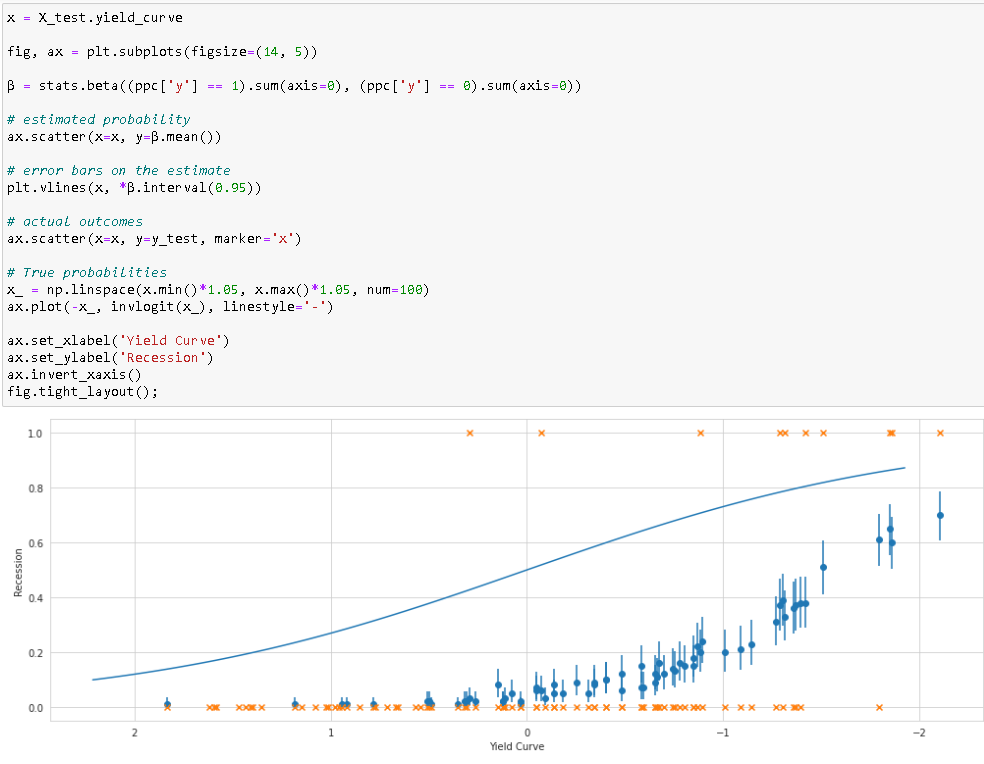 x = X_test.yield_curve
fig, ax = plt.subplots(figsize=(14, 5))
β = stats.beta((ppc['y'] == 1).sum(axis=0), (ppc['y'] == 0).sum(axis=0))
# estimated probability
ax.scatter(x=x, y=β.mean())
# error bars on the estimate
plt.vlines(x, *β.interval(0.95))
# actual outcomes
ax.scatter(x=x, y=y_test, marker='x')
# True probabilities
x_ = np.linspace(x.min()*1.05, x.max()*1.05, num=100)
ax.plot(-x_, invlogit(x_), linestyle='-')
ax.set_xlabel('Yield Curve')
ax.set_ylabel('Recession')
ax.invert_xaxis()
fig.tight_layout();
1.0
0.8
0.6
0.4
0.2
0.0
Recession
2 1 0 −1 −2
Yield Curve